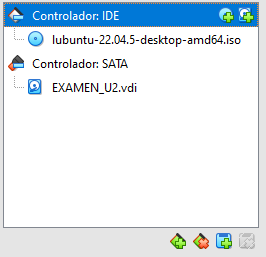 Controlador: IDE
lubuntu-22.04.5-desktop-amd64.iso
Controlador: SATA
EXAMEN_U2.vdi